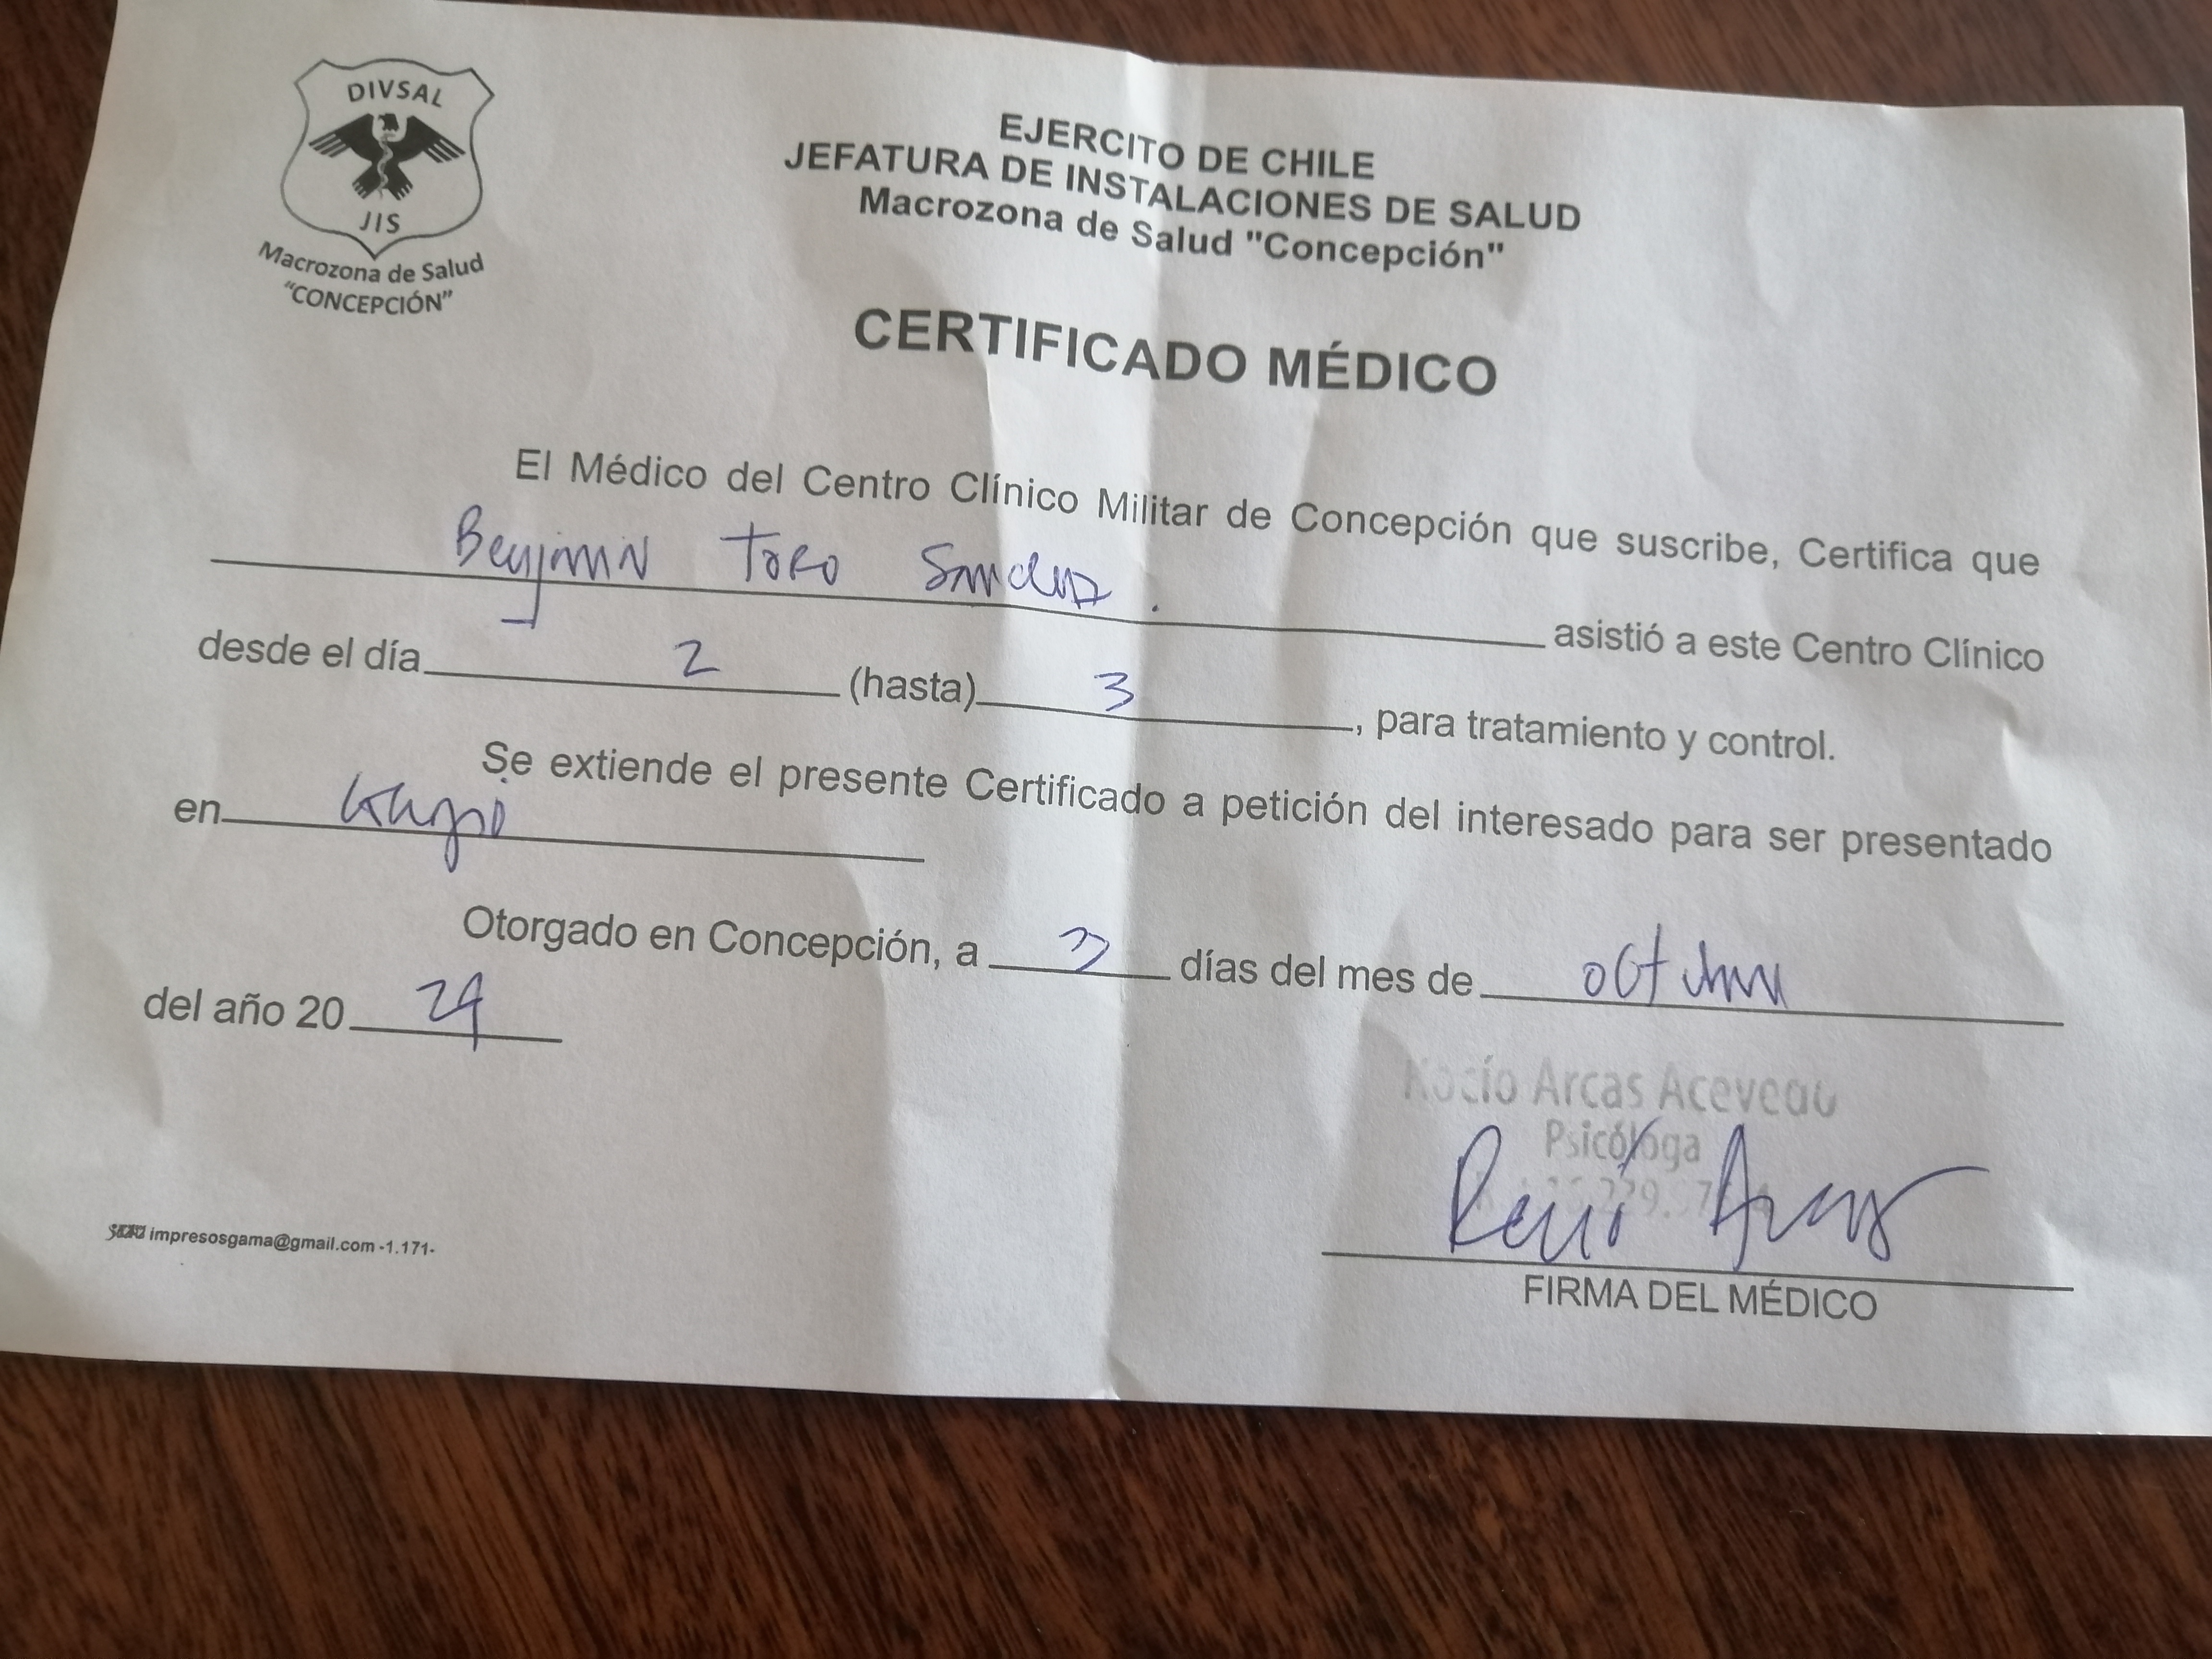 DIVSAL
JIS
Macrozona de Salud
"CONCEPCIÓN"
EJERCITO DE CHILE
JEFATURA DE INSTALACIONES DE SALUD
Macrozona de Salud "Concepción"
CERTIFICADO MÉDICO
El Médico del Centro Clínico Militar de Concepción que suscribe, Certifica que
Benjamin Toro asistió a este Centro Clínico
desde el día 2 (hasta) 3, para tratamiento y control.
Se extiende el presente Certificado a petición del interesado para ser presentado
en
Otorgado en Concepción, a 3 días del mes de octubre
del año 20 24
Rocío Arcas Acevedo
Psicóloga
Rocío Arcas
FIRMA DEL MÉDICO
impresosgama@gmail.com -1.171-